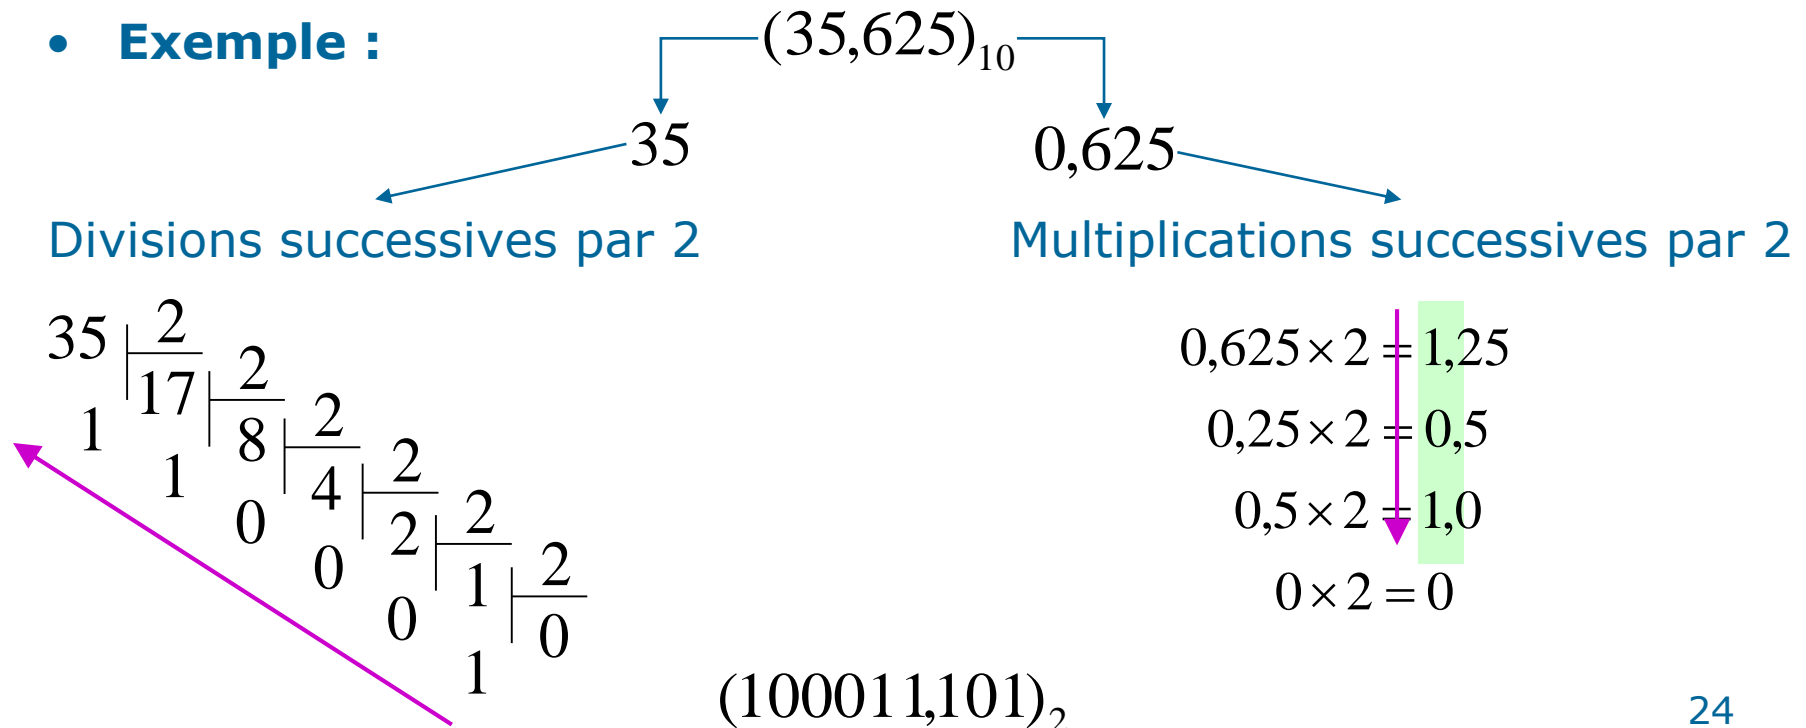 • Exemple : (35,625)₁₀
35 0,625
Divisions successives par 2 Multiplications successives par 2
35 2
17 2
1 8 2
1 4 2
0 2 2
0 1 2
0 0
1
0,625 × 2 = 1,25
0,25 × 2 = 0,5
0,5 × 2 = 1,0
0 × 2 = 0
(100011,101)₂
24